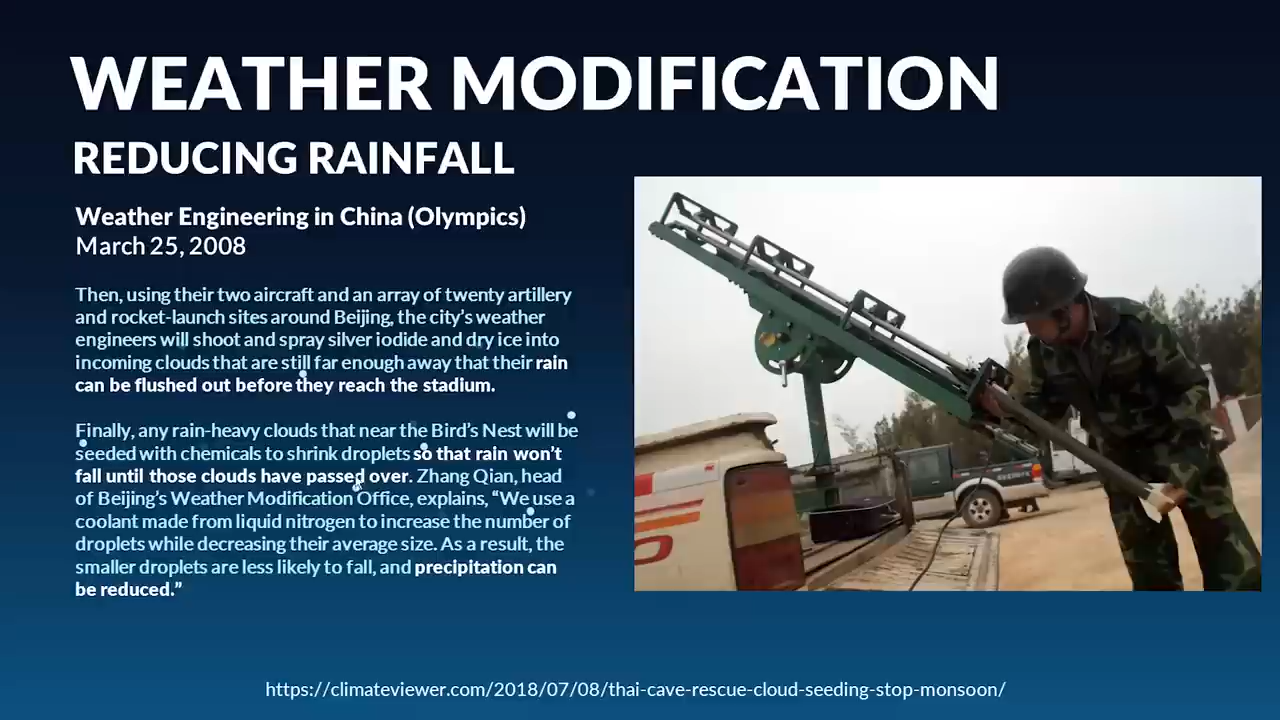 WEATHER MODIFICATION
REDUCING RAINFALL
Weather Engineering in China (Olympics)
March 25, 2008
Then, using their two aircraft and an array of twenty artillery
and rocket-launch sites around Beijing, the city's weather
engineers will shoot and spray silver iodide and dry ice into
incoming clouds that are still far enough away that their rain
can be flushed out before they reach the stadium.
Finally, any rain-heavy clouds that near the Bird's Nest will be
seeded with chemicals to shrink droplets so that rain won't
fall until those clouds have passed over. Zhang Qian, head
of Beijing's Weather Modification Office, explains, “We use a
coolant made from liquid nitrogen to increase the number of
droplets while decreasing their average size. As a result, the
smaller droplets are less likely to fall, and precipitation can
be reduced.”
https://climateviewer.com/2018/07/08/thai-cave-rescue-cloud-seeding-stop-monsoon/